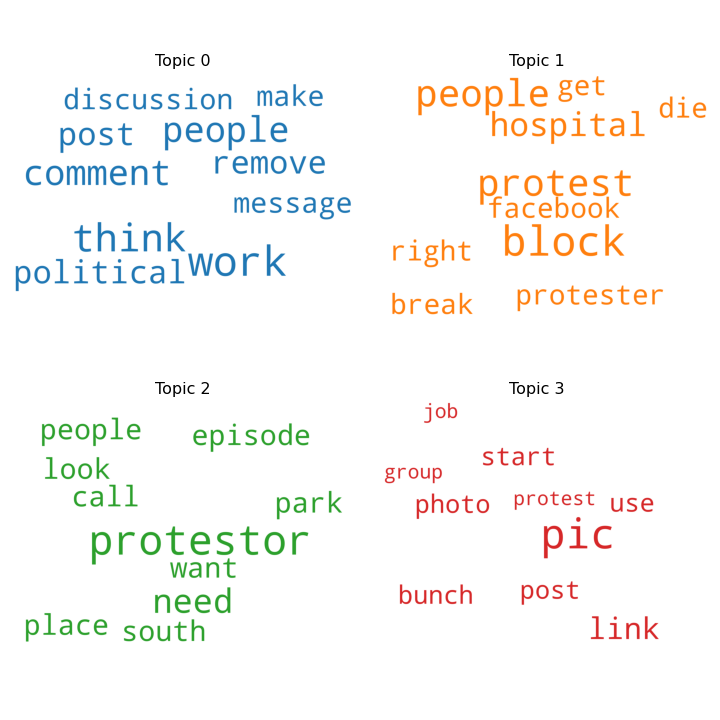 Topic 0
discussion make
post people
comment remove
message
think
political work
Topic 1
people get
die
hospital
protest
facebook
block
right
break protester
Topic 2
people episode
look
call park
protestor
want
need
place south
Topic 3
job
start
group
photo protest use
pic
bunch post
link